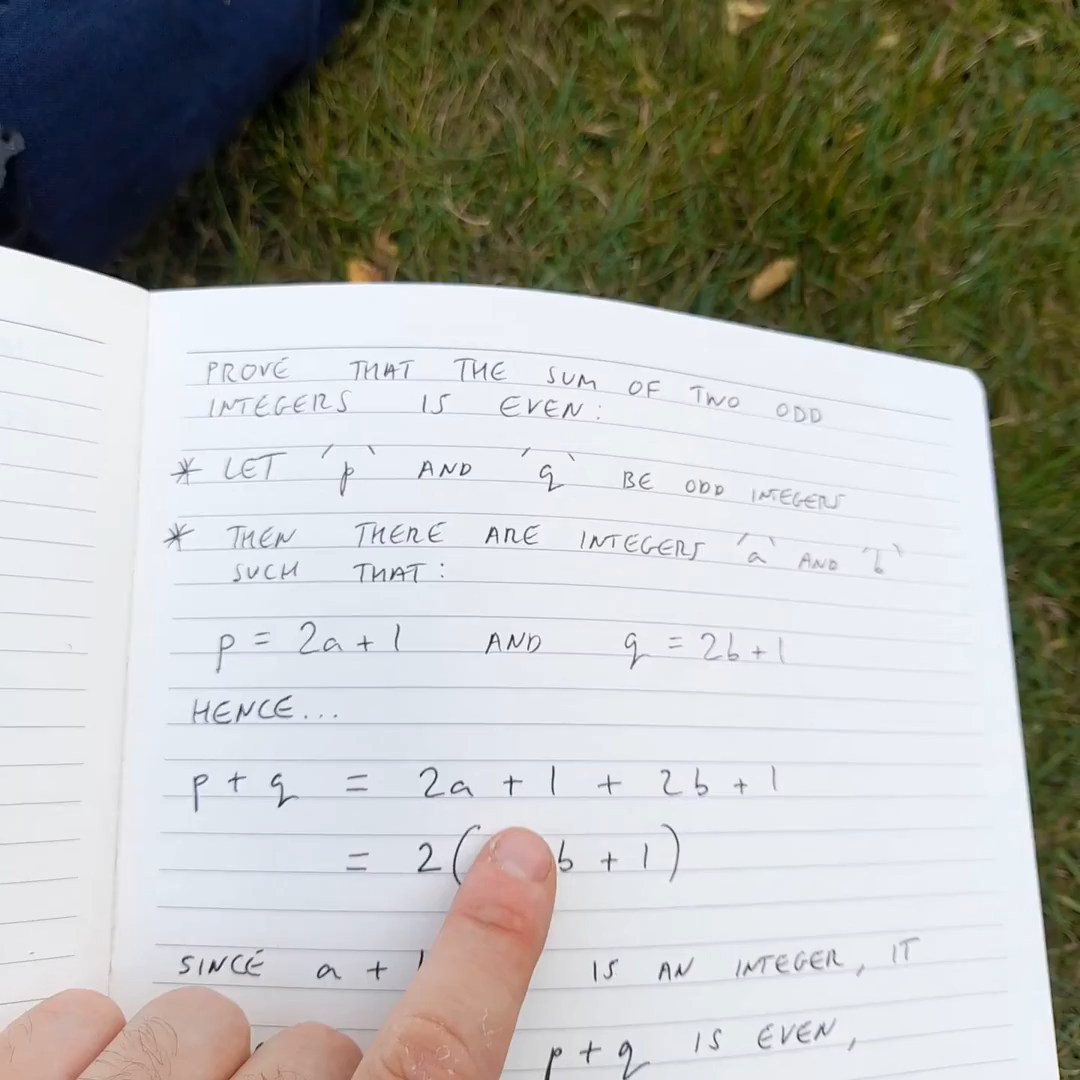 PROVE THAT THE SUM OF TWO ODD
INTEGERS IS EVEN:
* LET 'p' AND 'q' BE ODD INTEGERS
* THEN THERE ARE INTEGERS 'a' AND 'b'
SUCH THAT:
p = 2a + 1 AND q = 2b + 1
HENCE...
p + q = 2a + 1 + 2b + 1
= 2( b + 1)
SINCE a + IS AN INTEGER, IT
p + q IS EVEN,